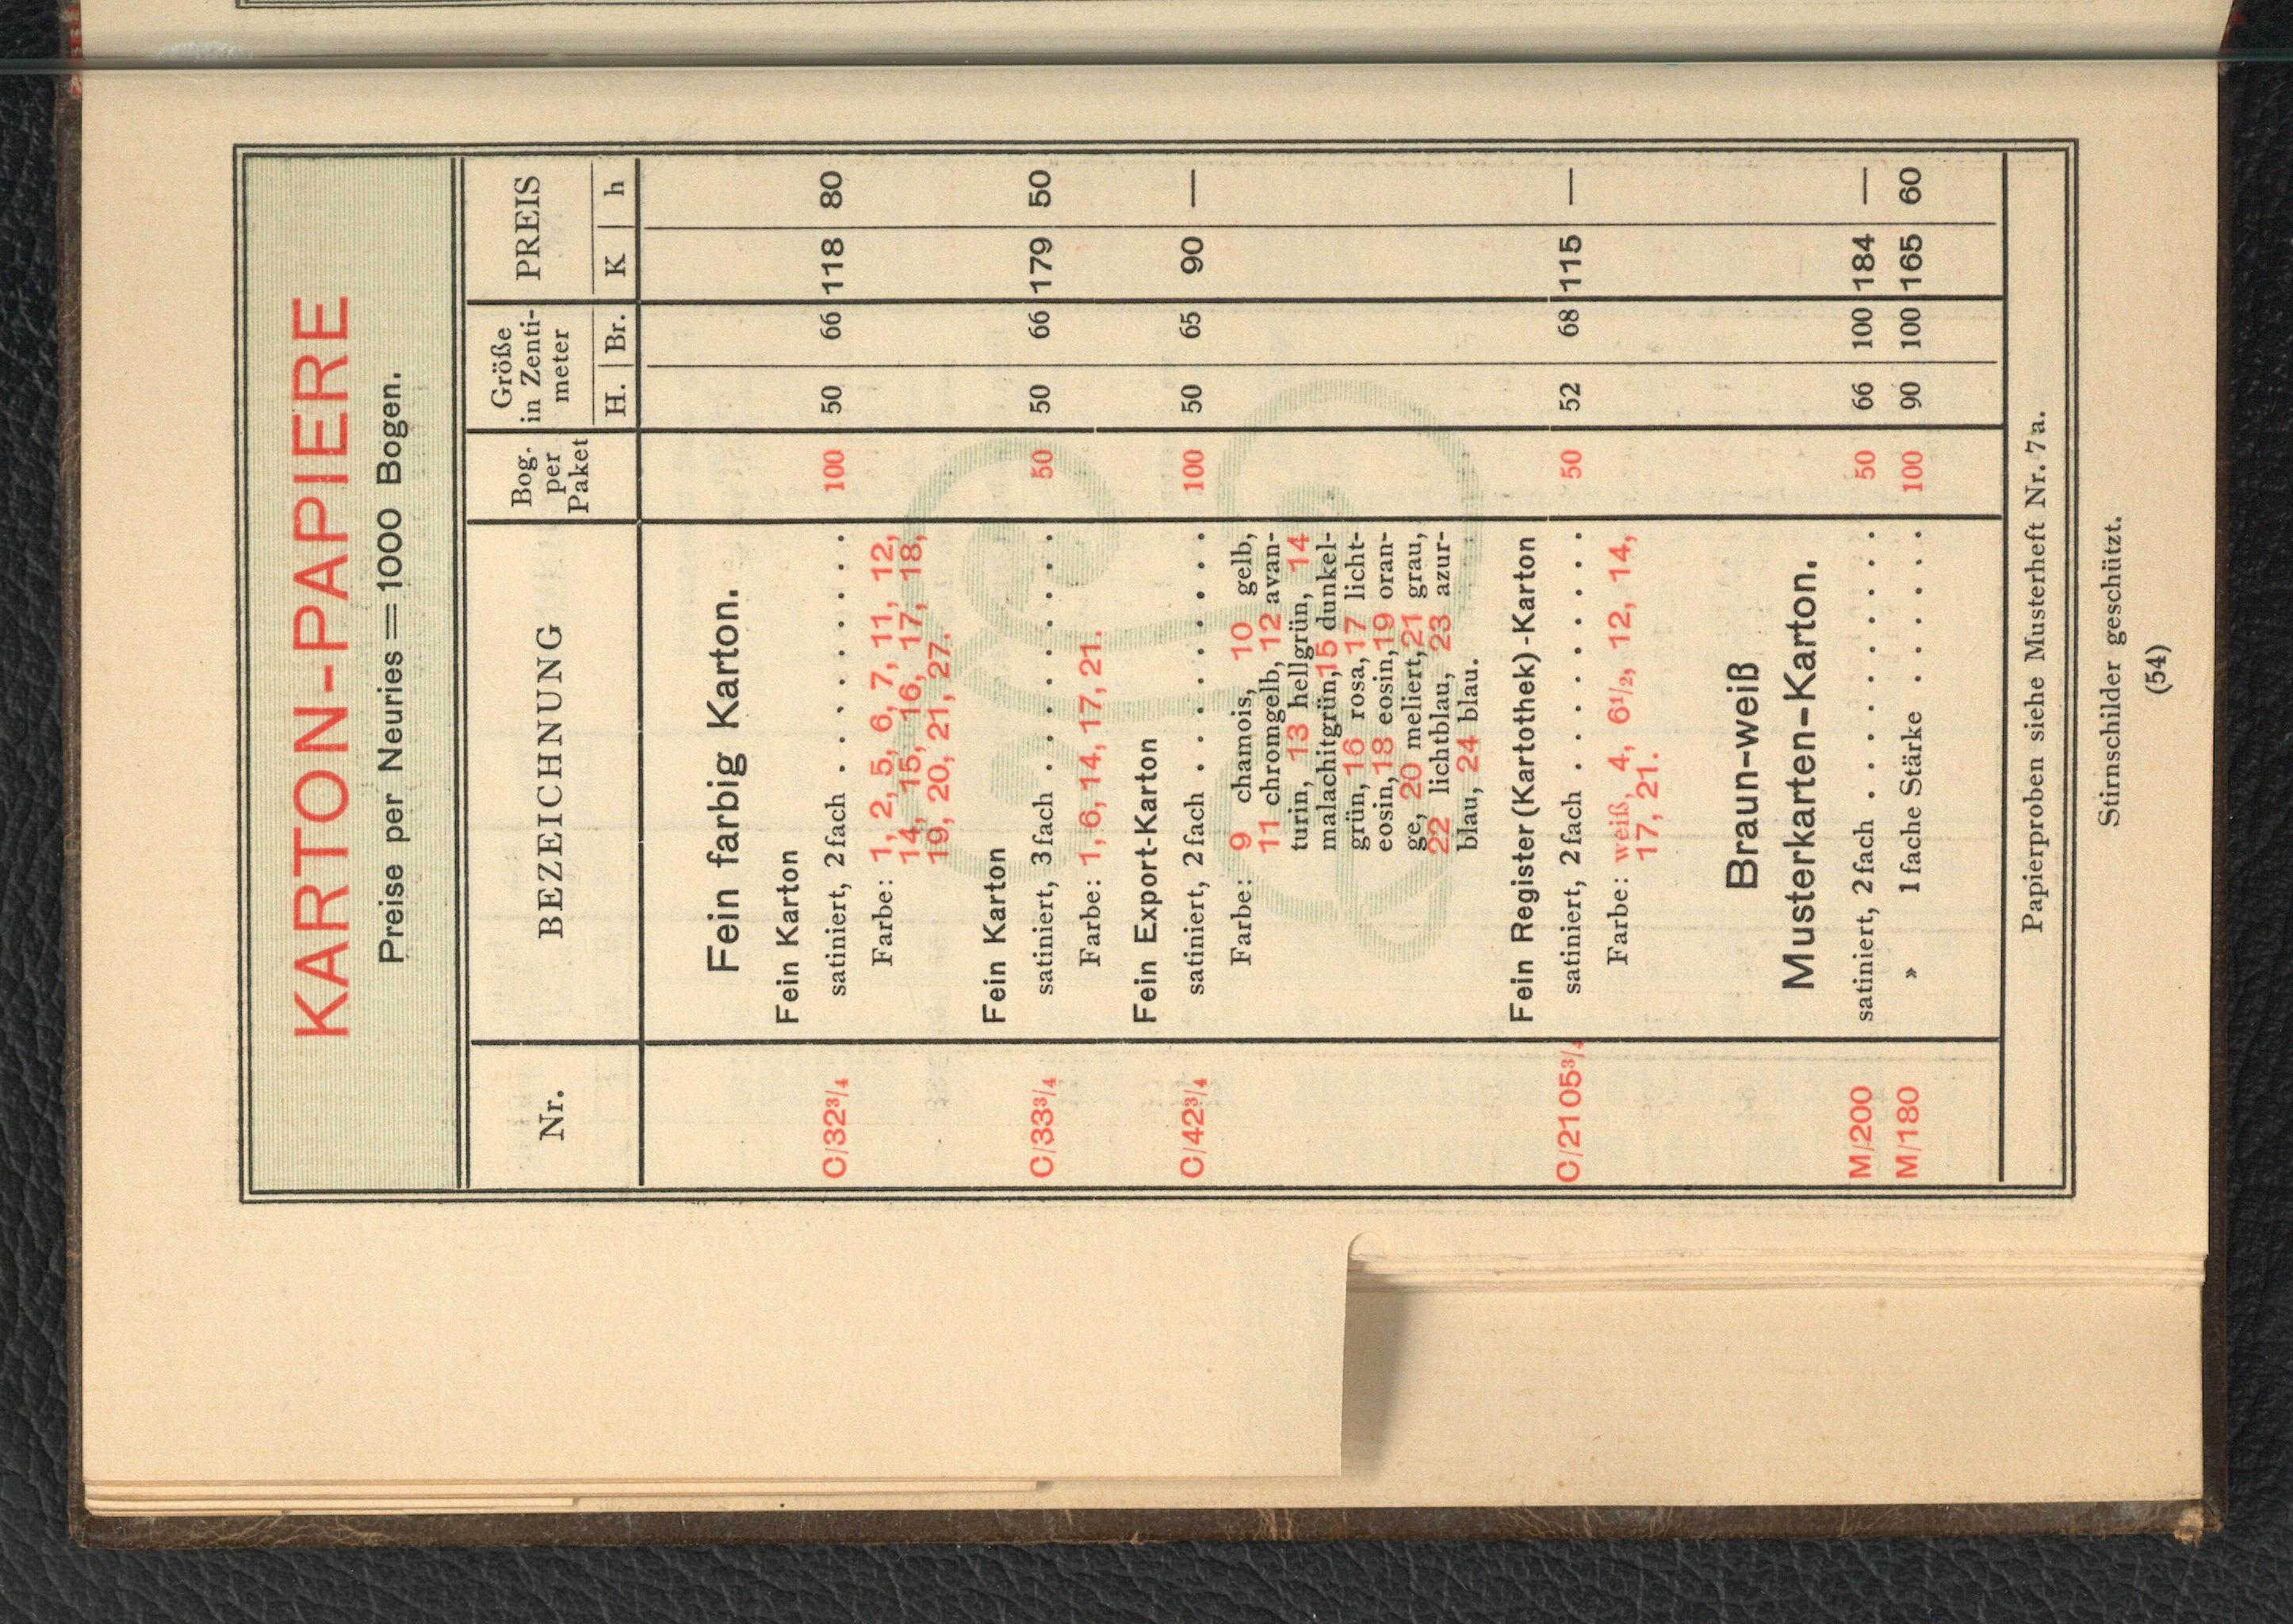 KARTON-PAPIERE
Preise per Neuries = 1000 Bogen.
Nr. BEZEICHNUNG Bog. per Paket Größe in Zenti-meter H. Br. PREIS K h
Fein farbig Karton.
Fein Karton
C/32³/₄ satiniert, 2fach . . . . . . . . . 100 50 66 118 80
Farbe: 1, 2, 5, 6, 7, 11, 12,
14, 15, 16, 17, 18,
19, 20, 21, 27.
Fein Karton
C/33³/₄ satiniert, 3fach . . . . . . . . . 50 50 66 179 50
Farbe: 1, 6, 14, 17, 21.
Fein Export-Karton
C/42³/₄ satiniert, 2fach . . . . . . . . . 100 50 65 90 —
Farbe: 9 chamois, 10 gelb,
11 chromgelb, 12 avan-
turin, 13 hellgrün, 14
malachitgrün, 15 dunkel-
grün, 16 rosa, 17 licht-
eosin, 18 eosin, 19 oran-
ge, 20 meliert, 21 grau,
22 lichtblau, 23 azur-
blau, 24 blau.
Fein Register (Kartothek)-Karton
C/2105³/₄ satiniert, 2fach . . . . . . . . . 50 52 68 115 —
Farbe: weiß, 4, 6¹/₂, 12, 14,
17, 21.
Braun-weiß
Musterkarten-Karton.
M/200 satiniert, 2fach . . . . . . . . . . 50 66 100 184 —
M/180 » 1fache Stärke . . . . . . 100 90 100 165 60
Papierproben siehe Musterheft Nr. 7a.
Stirnschilder geschützt.
(54)